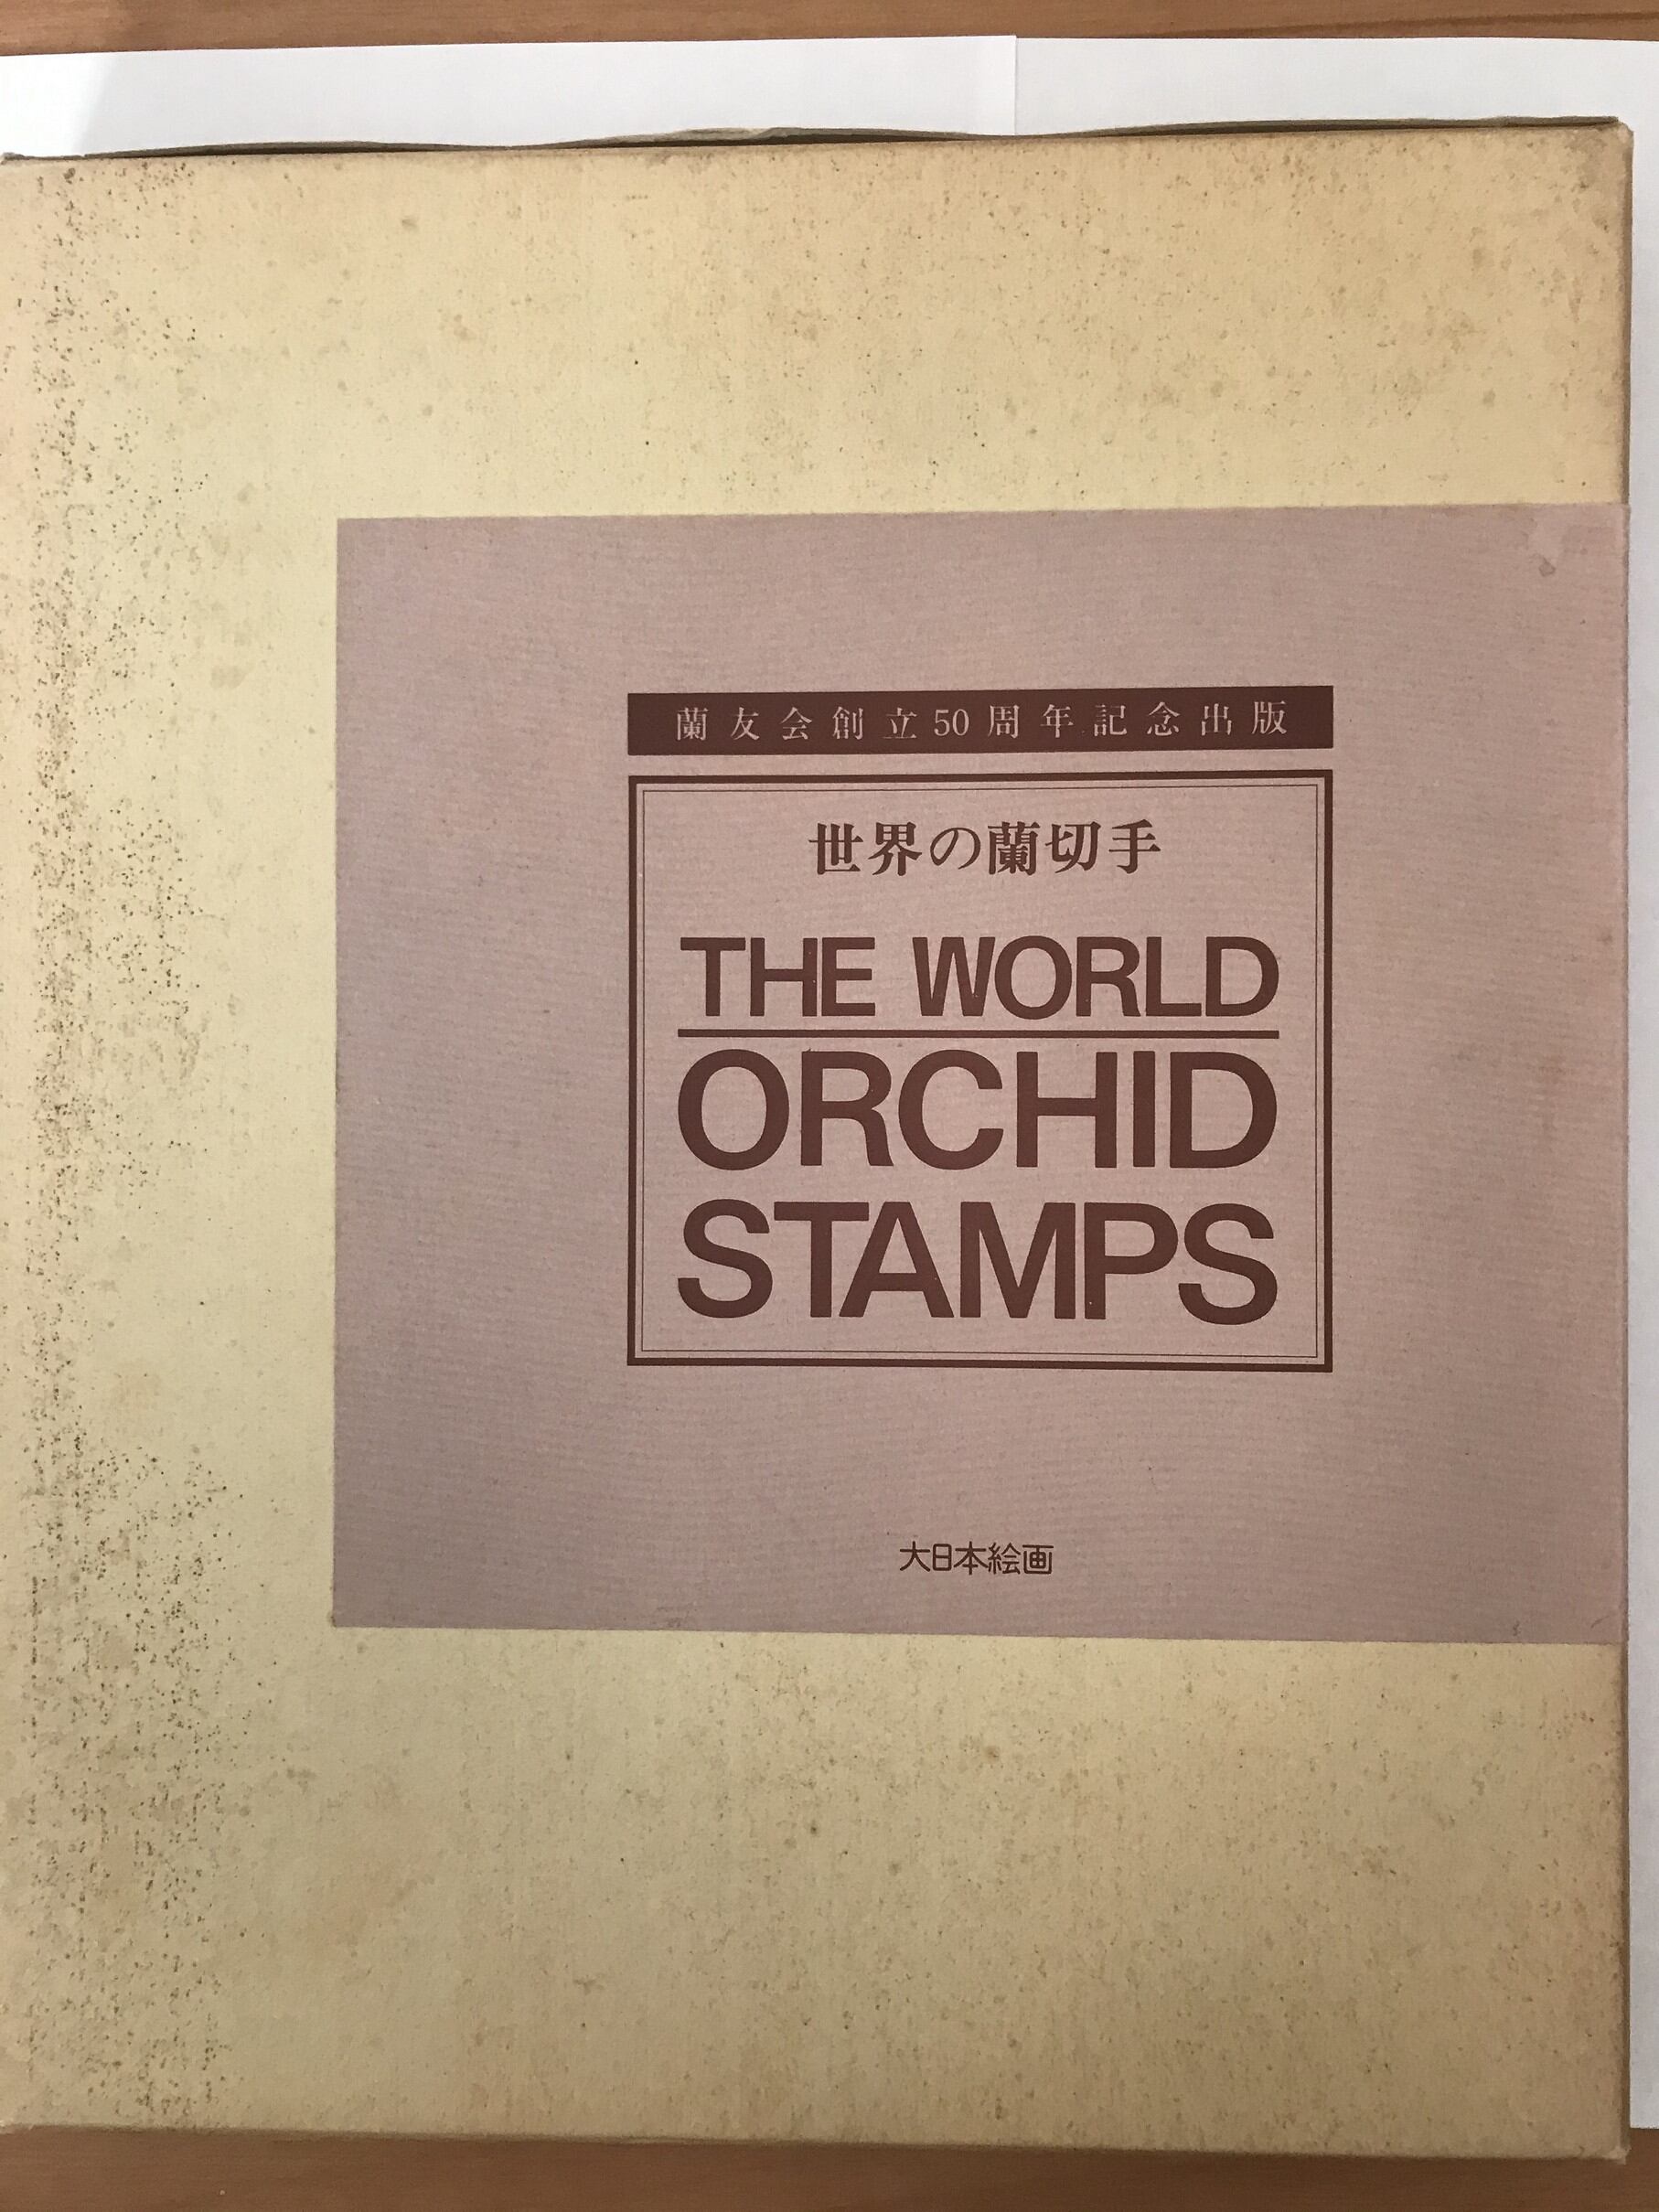 蘭友会創立50周年記念出版
世界の蘭切手
THE WORLD
ORCHID
STAMPS
大日本絵画